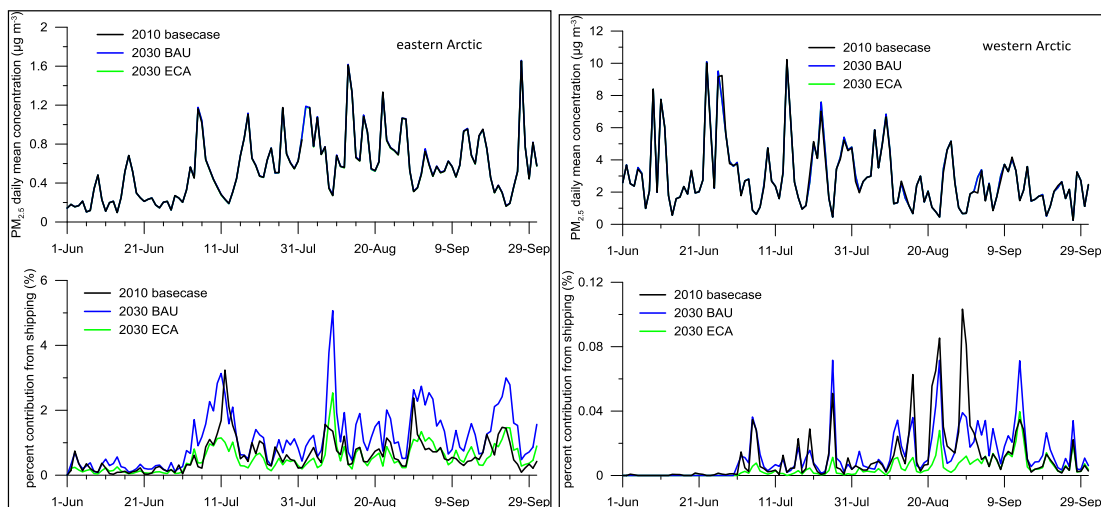 PM2.5 daily mean concentration (µg m-3)
2
1.6
1.2
0.8
0.4
0
2010 basecase
2030 BAU
2030 ECA
eastern Arctic
1-Jun 21-Jun 11-Jul 31-Jul 20-Aug 9-Sep 29-Sep
PM2.5 daily mean concentration (µg m-3)
12
10
8
6
4
2
0
2010 basecase
2030 BAU
2030 ECA
western Arctic
1-Jun 21-Jun 11-Jul 31-Jul 20-Aug 9-Sep 29-Sep
percent contribution from shipping (%)
6
4
2
0
2010 basecase
2030 BAU
2030 ECA
1-Jun 21-Jun 11-Jul 31-Jul 20-Aug 9-Sep 29-Sep
percent contribution from shipping (%)
0.12
0.08
0.04
0
2010 basecase
2030 BAU
2030 ECA
1-Jun 21-Jun 11-Jul 31-Jul 20-Aug 9-Sep 29-Sep